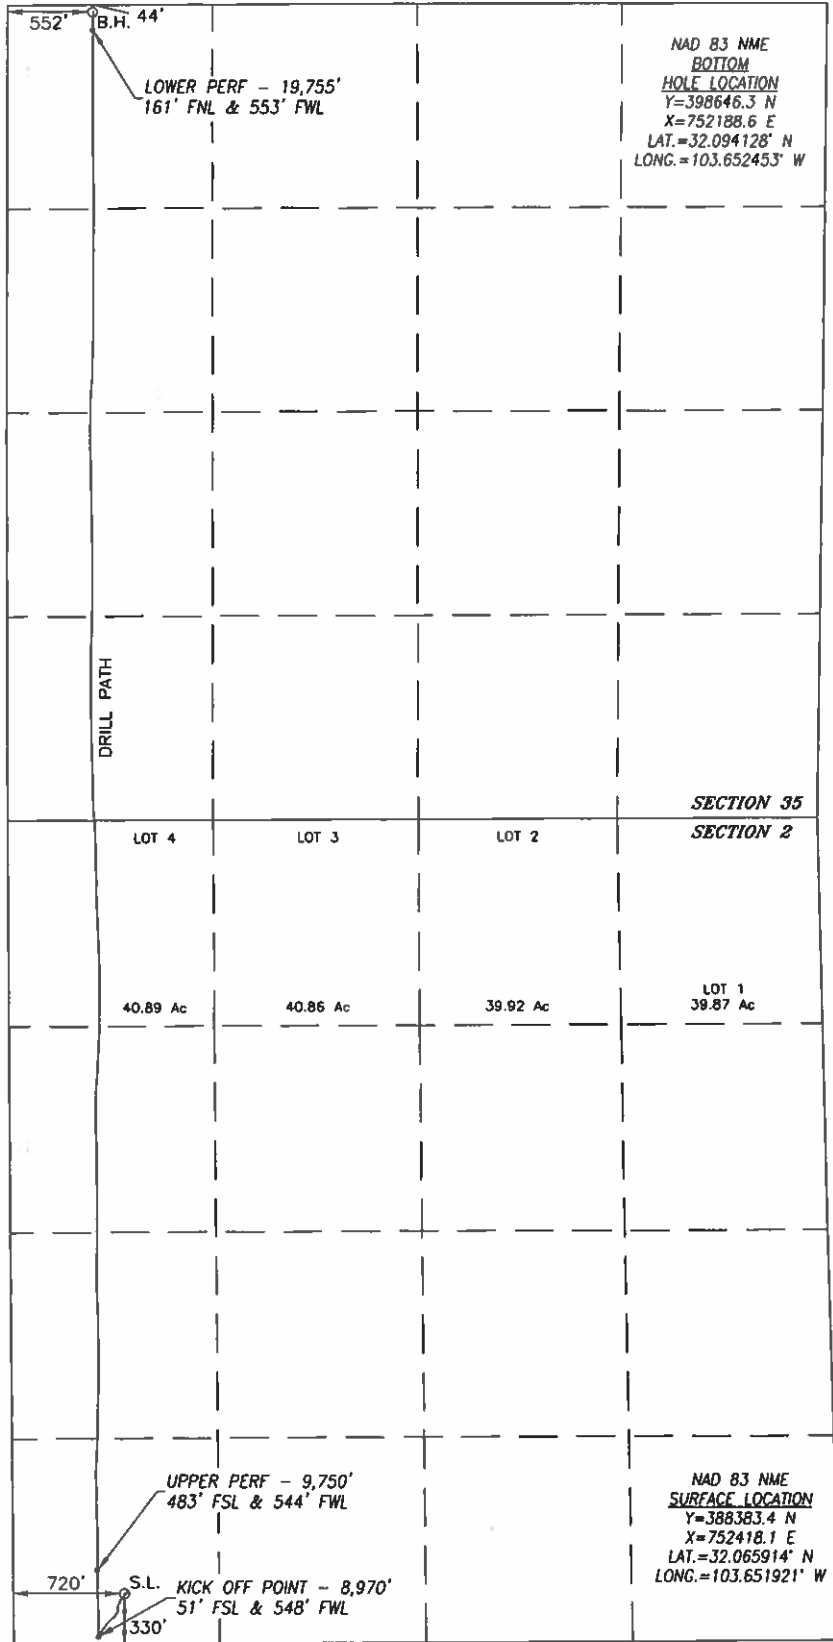 552'
B.H.
44'
LOWER PERF - 19,755'
161' FNL & 553' FWL
NAD 83 NME
BOTTOM
HOLE LOCATION
Y=398646.3 N
X=752188.6 E
LAT.=32.094128° N
LONG.=103.652453° W
DRILL PATH
SECTION 35
SECTION 2
LOT 4
LOT 3
LOT 2
LOT 1
40.89 Ac
40.86 Ac
39.92 Ac
39.87 Ac
UPPER PERF - 9,750'
483' FSL & 544' FWL
NAD 83 NME
SURFACE LOCATION
Y=388383.4 N
X=752418.1 E
LAT.=32.065914° N
LONG.=103.651921° W
720'
S.L.
KICK OFF POINT - 8,970'
51' FSL & 548' FWL
330'